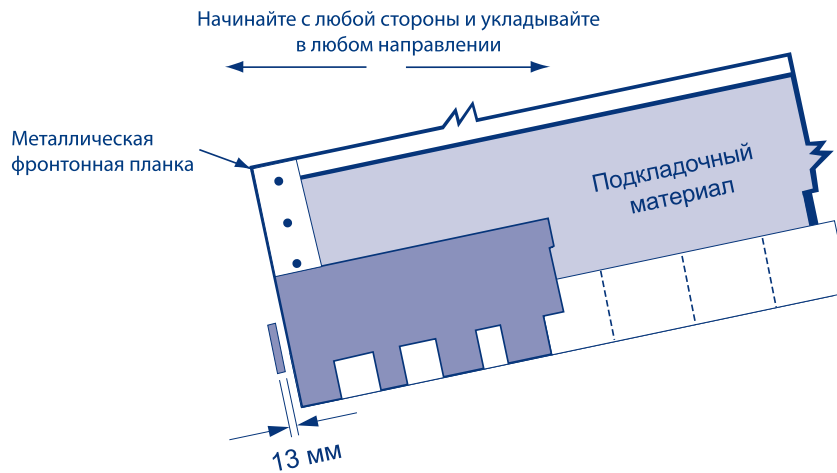 Начинайте с любой стороны и укладывайте
в любом направлении
Металлическая
фронтонная планка
Подкладочный
материал
13 мм